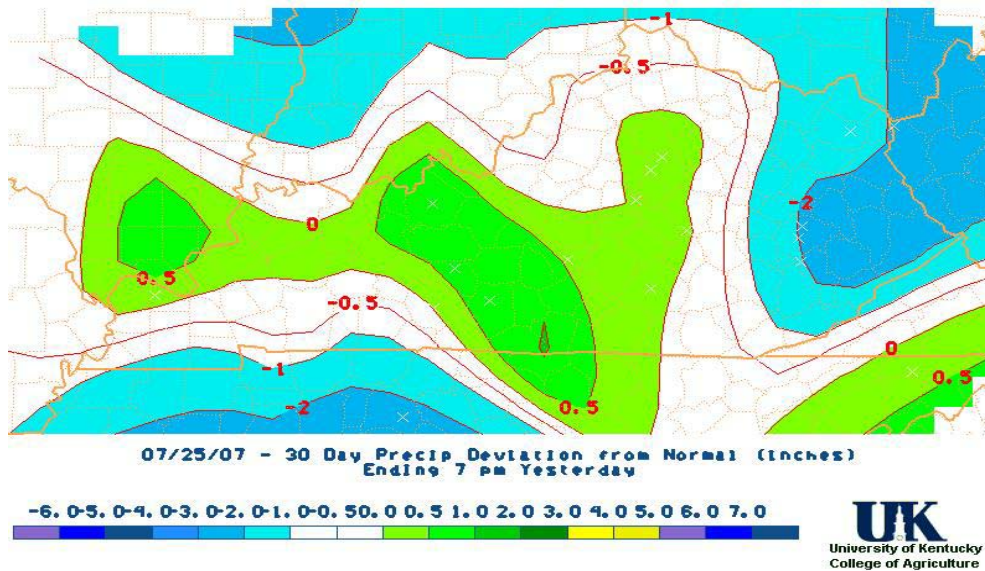 -1
-0.5
-2
0
0.5
-0.5
0
-1
0.5
-2
0.5
07/25/07 - 30 Day Precip Deviation from Normal (Inches)
Ending 7 pm Yesterday
-6.0-5.0-4.0-3.0-2.0-1.0-0.50.0 0.5 1.0 2.0 3.0 4.0 5.0 6.0 7.0
UK
University of Kentucky
College of Agriculture